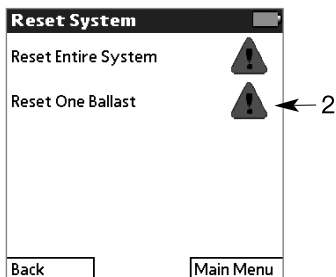 Reset System
Reset Entire System
Reset One Ballast
2
Back
Main Menu